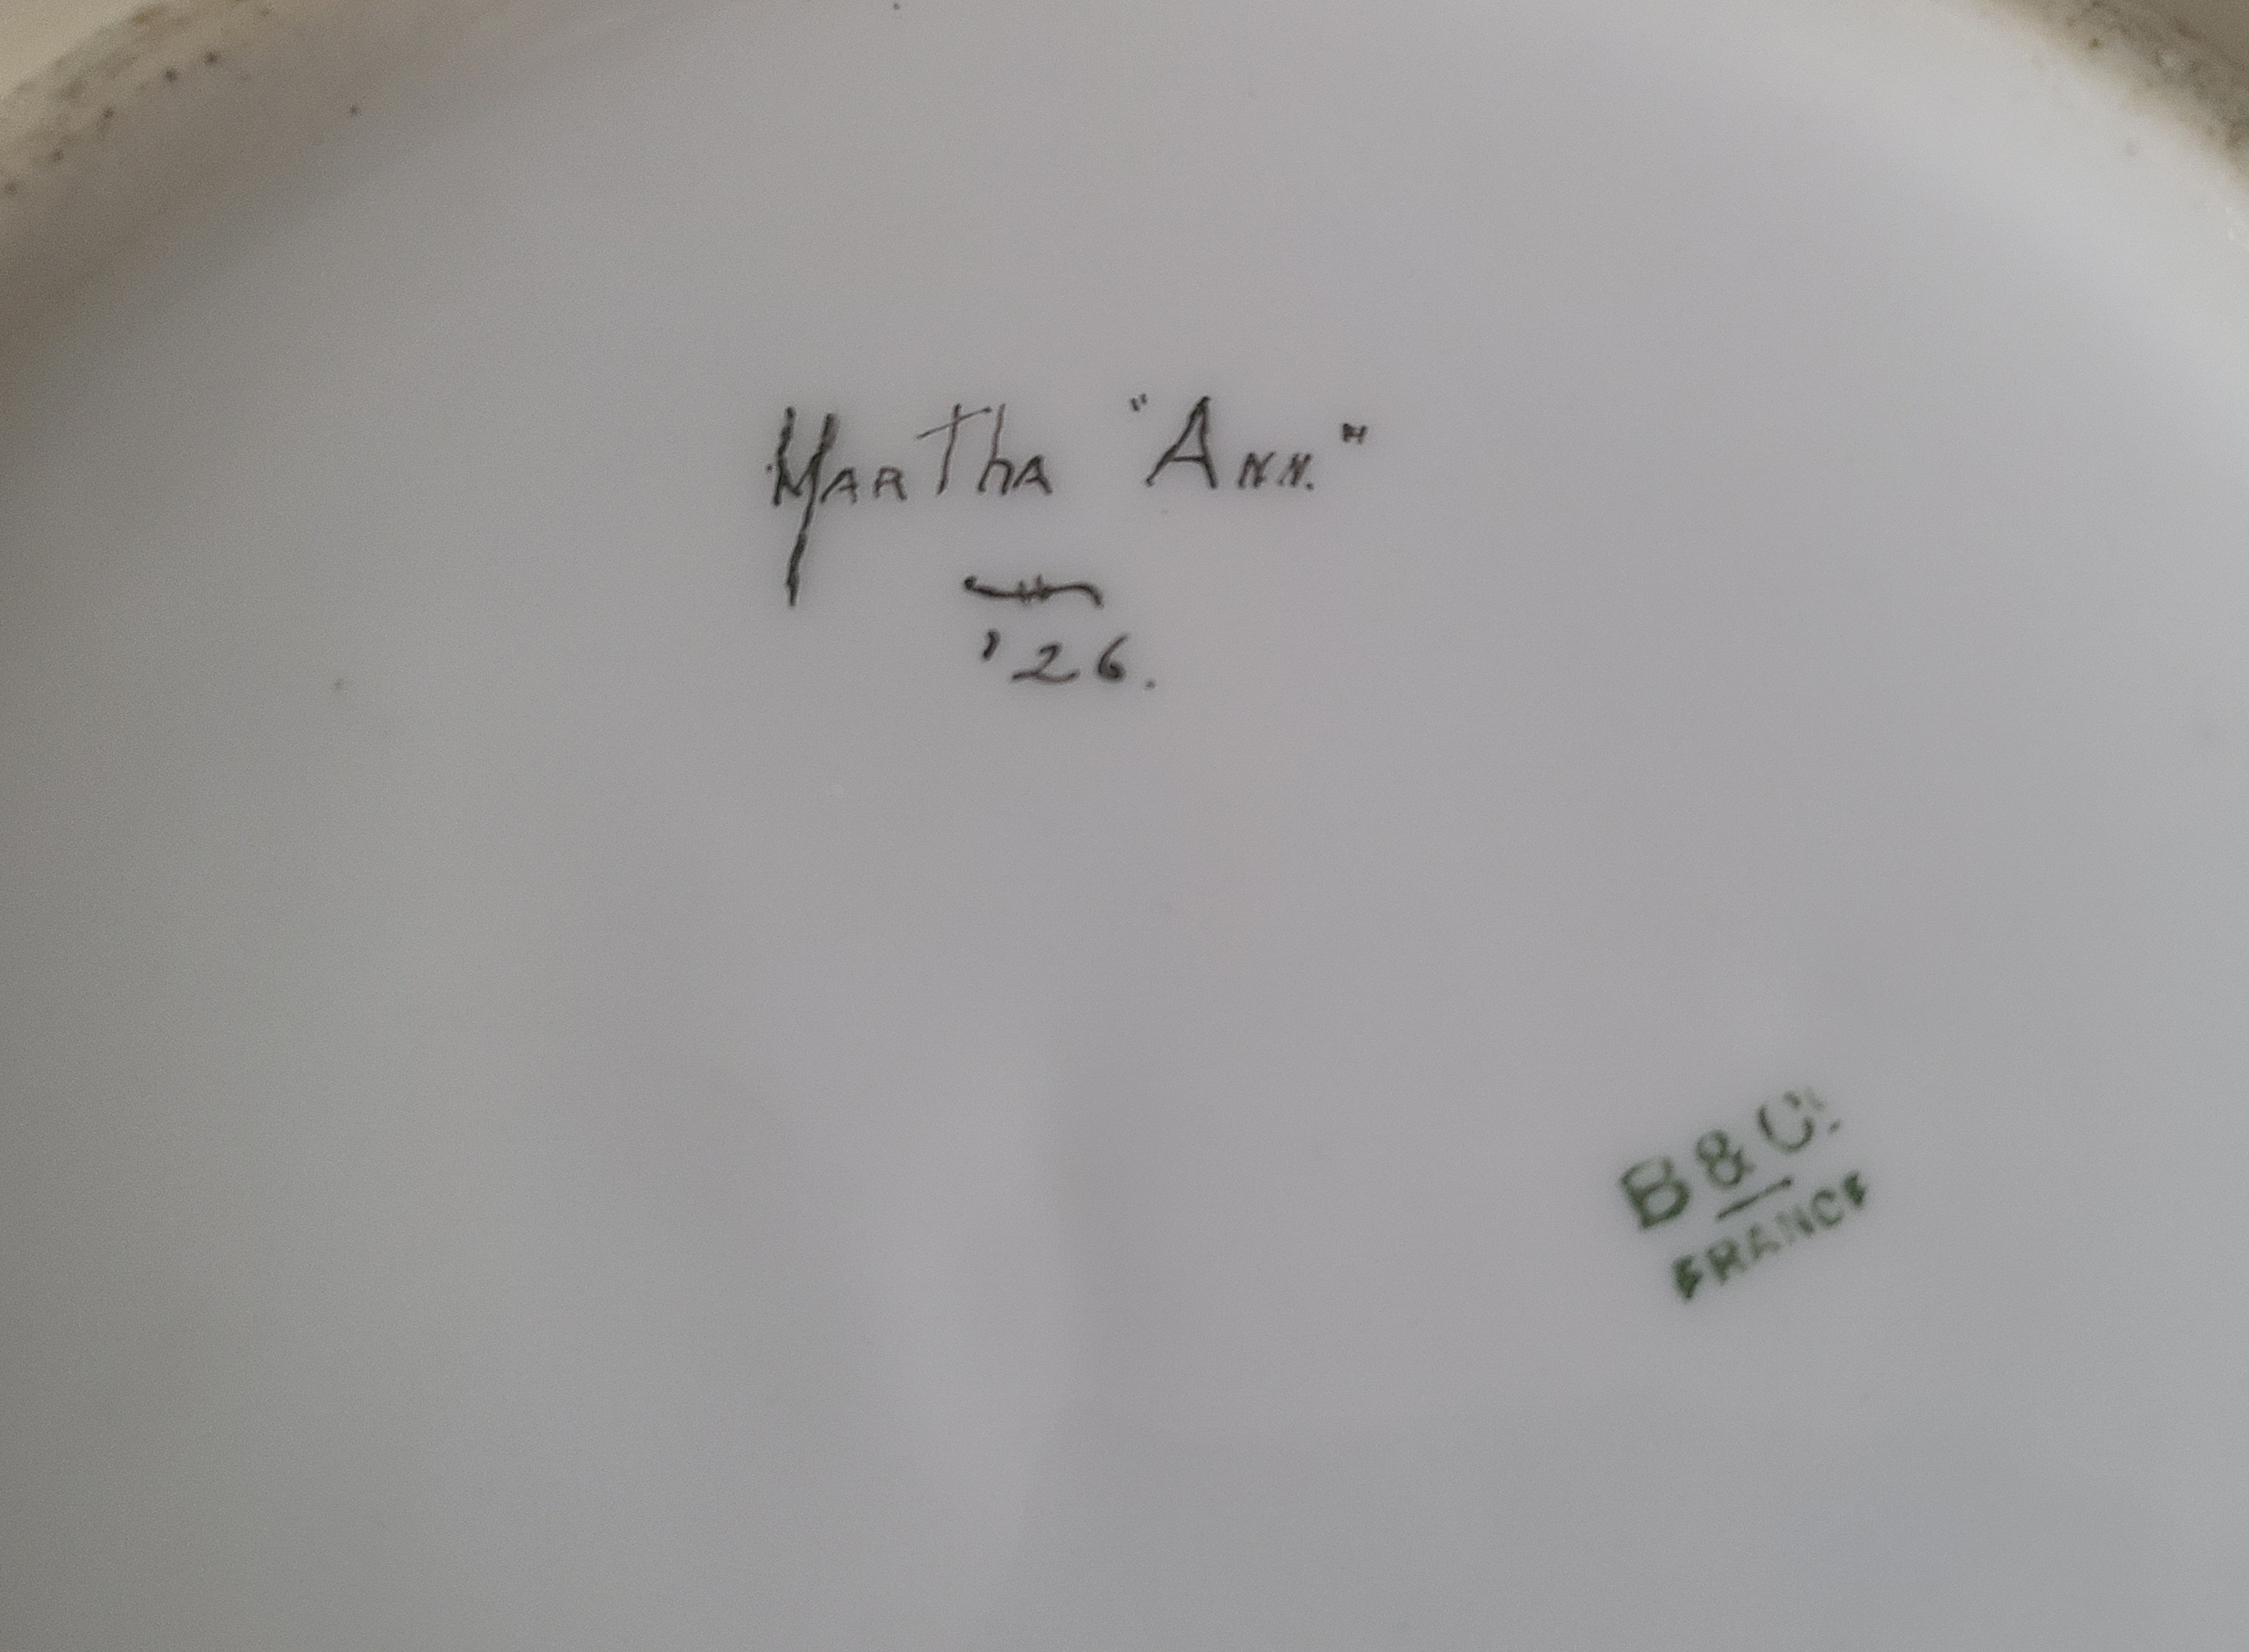 Martha "Ann."
'26.
B & Co.
FRANCE